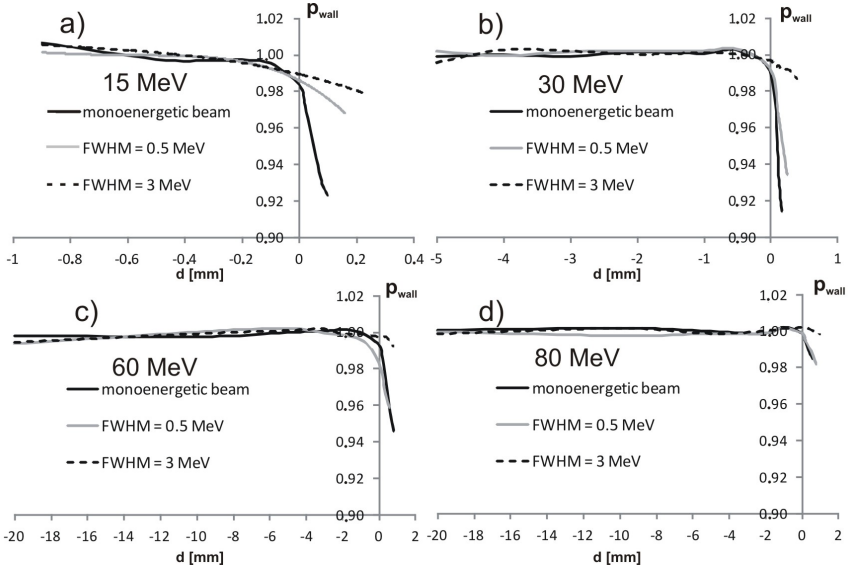 a)
p wall
1.02
1.00
0.98
0.96
0.94
0.92
0.90
15 MeV
monoenergetic beam
FWHM = 0.5 MeV
FWHM = 3 MeV
-1 -0.8 -0.6 -0.4 -0.2 0 0.2 0.4
d [mm]
b)
p wall
1.02
1.00
0.98
0.96
0.94
0.92
0.90
30 MeV
monoenergetic beam
FWHM = 0.5 MeV
FWHM = 3 MeV
-5 -4 -3 -2 -1 0 1
d [mm]
c)
p wall
1.02
1.00
0.98
0.96
0.94
0.92
0.90
60 MeV
monoenergetic beam
FWHM = 0.5 MeV
FWHM = 3 MeV
-20 -18 -16 -14 -12 -10 -8 -6 -4 -2 0 2
d [mm]
d)
p wall
1.02
1.00
0.98
0.96
0.94
0.92
0.90
80 MeV
monoenergetic beam
FWHM = 0.5 MeV
FWHM = 3 MeV
-20 -18 -16 -14 -12 -10 -8 -6 -4 -2 0 2
d [mm]